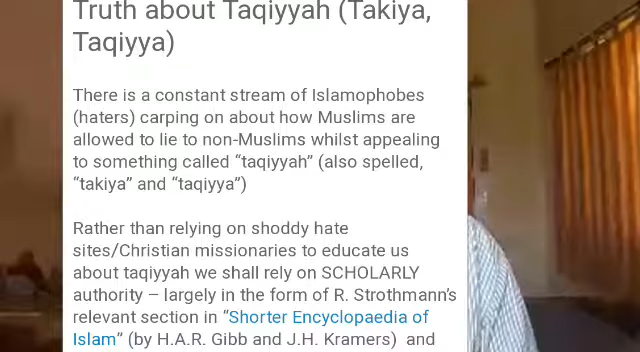 Truth about Taqiyyah (Takiya,
Taqiyya)
There is a constant stream of Islamophobes
(haters) carping on about how Muslims are
allowed to lie to non-Muslims whilst appealing
to something called “taqiyyah” (also spelled,
“takiya” and “taqiyya”)
Rather than relying on shoddy hate
sites/Christian missionaries to educate us
about taqiyyah we shall rely on SCHOLARLY
authority – largely in the form of R. Strothmann’s
relevant section in “Shorter Encyclopaedia of
Islam” (by H.A.R. Gibb and J.H. Kramers)  and